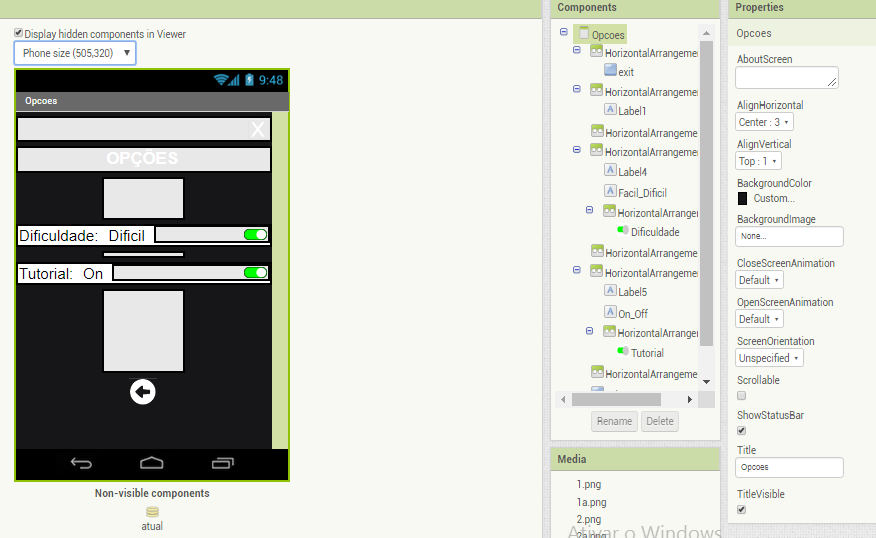 Display hidden components in Viewer
Phone size (505,320)
9:48
Opcoes
X
OPÇÕES
Dificuldade: Dificil
Tutorial: On
Non-visible components
atual
Components
Opcoes
HorizontalArrangeme
exit
HorizontalArrangeme
Label1
HorizontalArrangeme
HorizontalArrangeme
Label4
Facil_Dificil
HorizontalArranger
Dificuldade
HorizontalArrangeme
HorizontalArrangeme
Label5
On_Off
HorizontalArranger
Tutorial
HorizontalArrangeme
Rename
Delete
Media
1.png
1a.png
2.png
2a.png
Ativar o Windows
Properties
Opcoes
AboutScreen
AlignHorizontal
Center : 3
AlignVertical
Top : 1
BackgroundColor
Custom...
BackgroundImage
None...
CloseScreenAnimation
Default
OpenScreenAnimation
Default
ScreenOrientation
Unspecified
Scrollable
ShowStatusBar
Title
Opcoes
TitleVisible